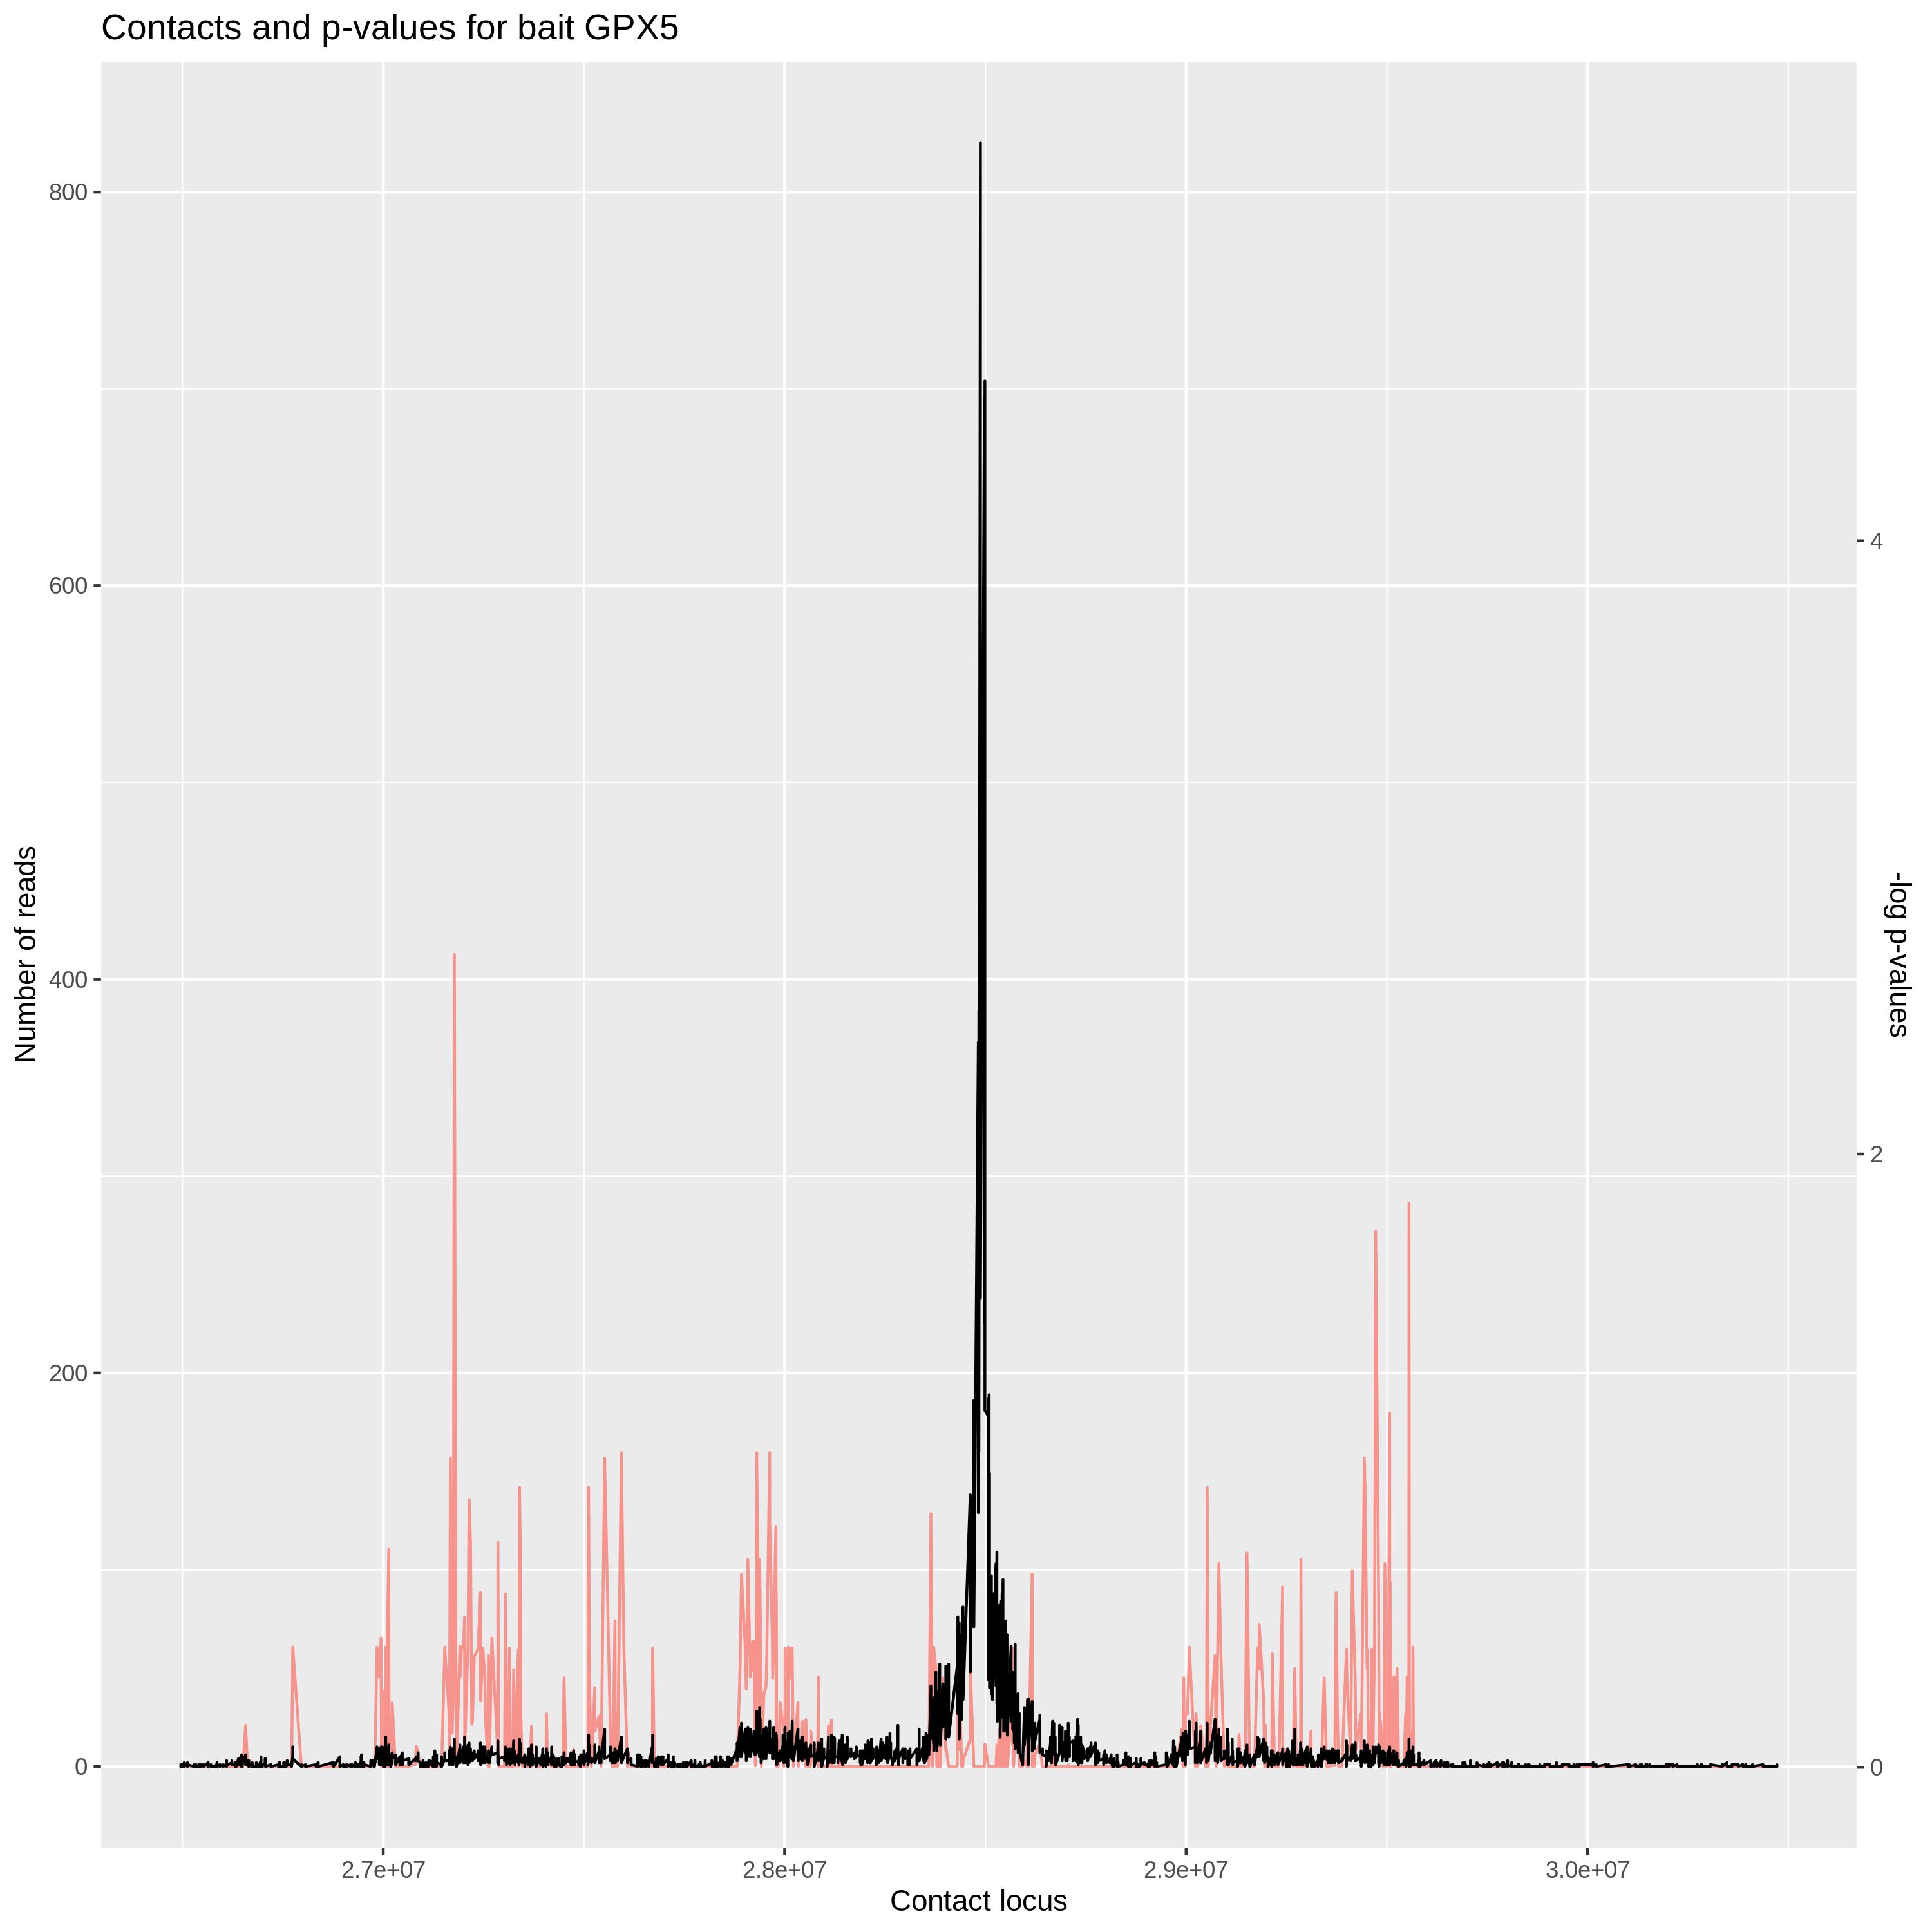 Contacts and p-values for bait GPX5
800
600
400
200
0
Number of reads
4
2
0
-log p-values
2.7e+07 2.8e+07 2.9e+07 3.0e+07
Contact locus